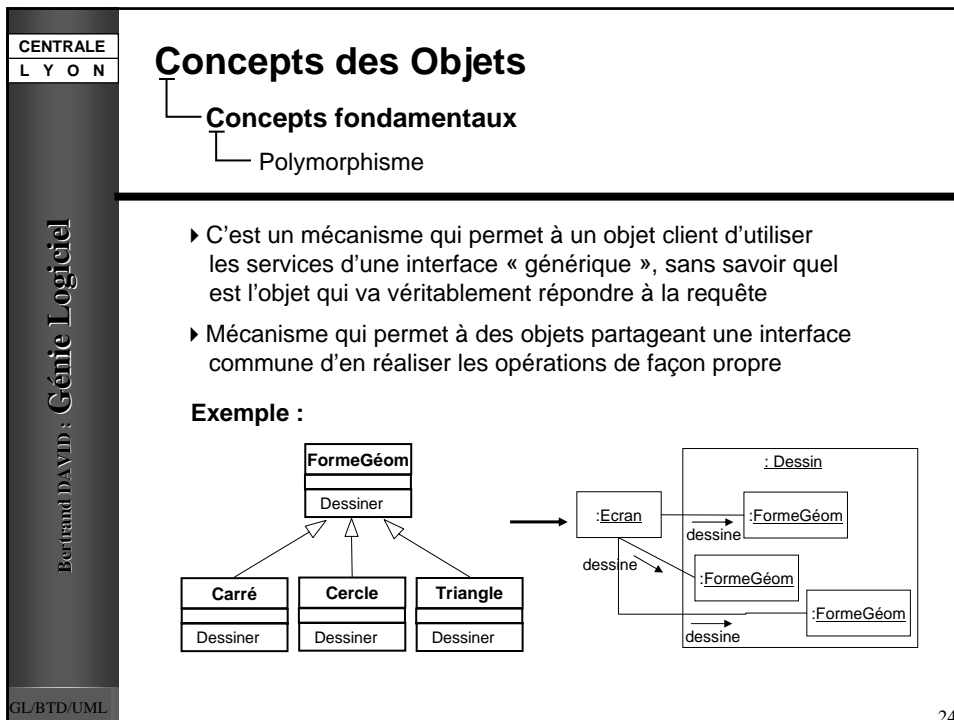 CENTRALE
L Y O N
Concepts des Objets
Concepts fondamentaux
Polymorphisme
Bertrand DAVID : Génie Logiciel
C'est un mécanisme qui permet à un objet client d'utiliser
les services d'une interface « générique », sans savoir quel
est l'objet qui va véritablement répondre à la requête
Mécanisme qui permet à des objets partageant une interface
commune d'en réaliser les opérations de façon propre
Exemple :
FormeGéom
Dessiner
Carré
Dessiner
Cercle
Dessiner
Triangle
Dessiner
: Dessin
:Ecran
:FormeGéom
dessine
dessine
:FormeGéom
:FormeGéom
dessine
GL/BTD/UML
24